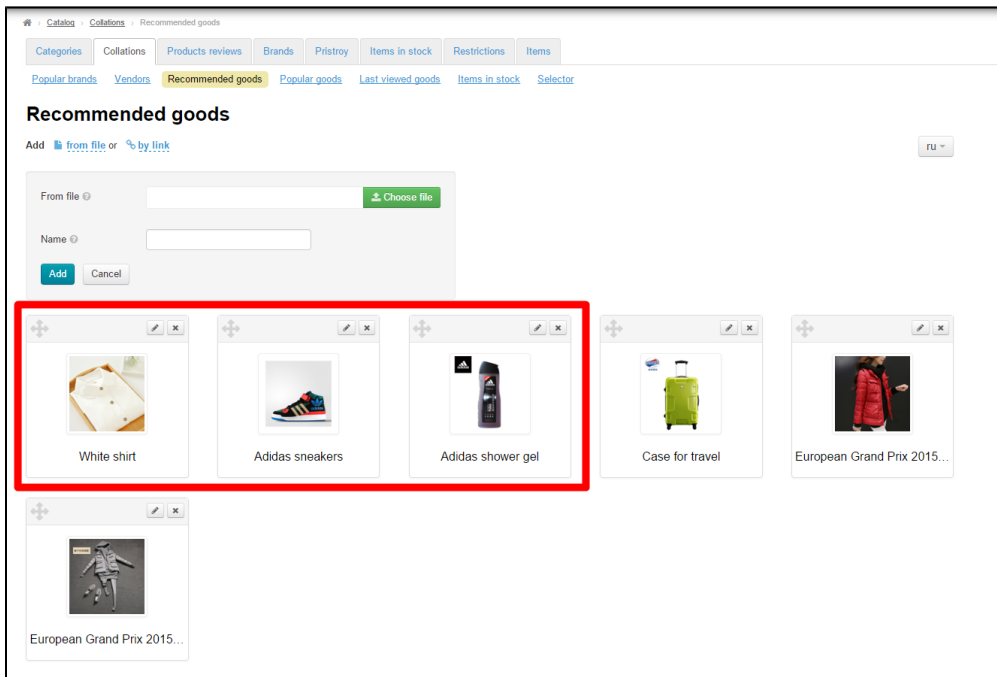 Catalog Collations Recommended goods
Categories Collations Products reviews Brands Pristroy Items in stock Restrictions Items
Popular brands Vendors Recommended goods Popular goods Last viewed goods Items in stock Selector
Recommended goods
Add from file or by link
ru
From file
Choose file
Name
Add Cancel
White shirt
Adidas sneakers
Adidas shower gel
Case for travel
European Grand Prix 2015...
European Grand Prix 2015...